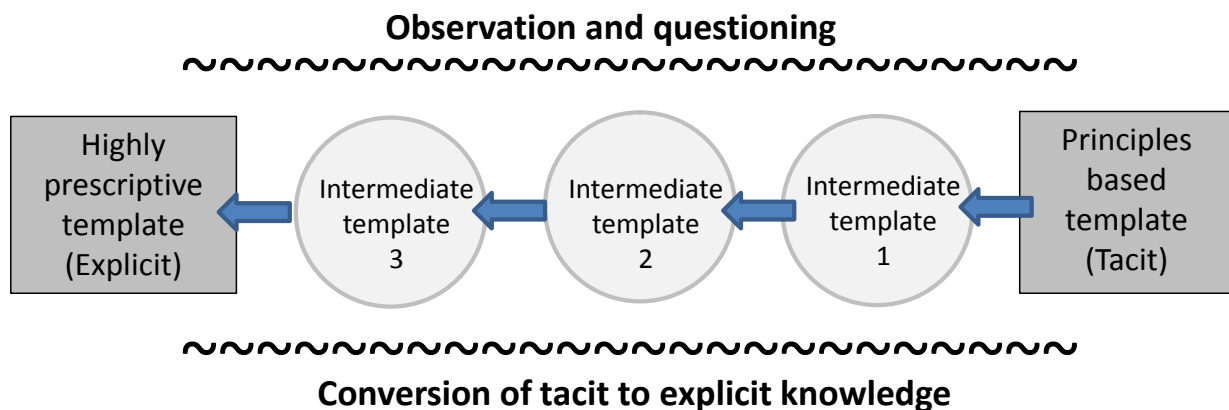 Observation and questioning
Highly
prescriptive
template
(Explicit)
Intermediate
template
3
Intermediate
template
2
Intermediate
template
1
Principles
based
template
(Tacit)
Conversion of tacit to explicit knowledge